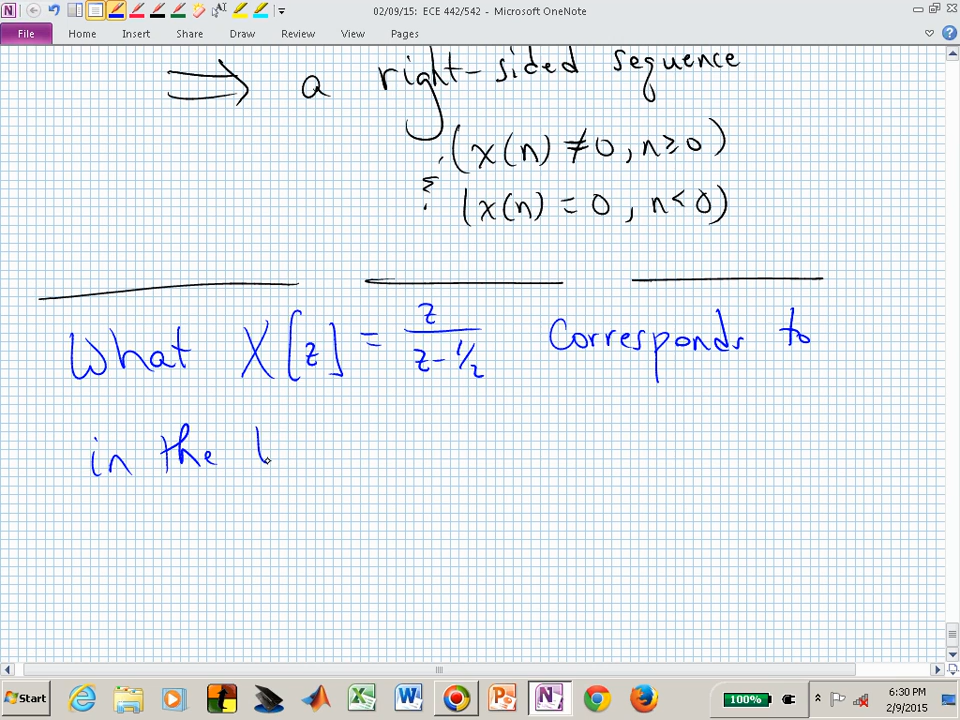 02/09/15: ECE 442/542 - Microsoft OneNote
File Home Insert Share Draw Review View Pages
⇒ a right-sided sequence
(x(n) ≠ 0, n ≥ 0)
(x(n) = 0, n < 0)
What X[z] = z/(z - 1/2) corresponds to
in the
Start 100% 6:30 PM
2/9/2015